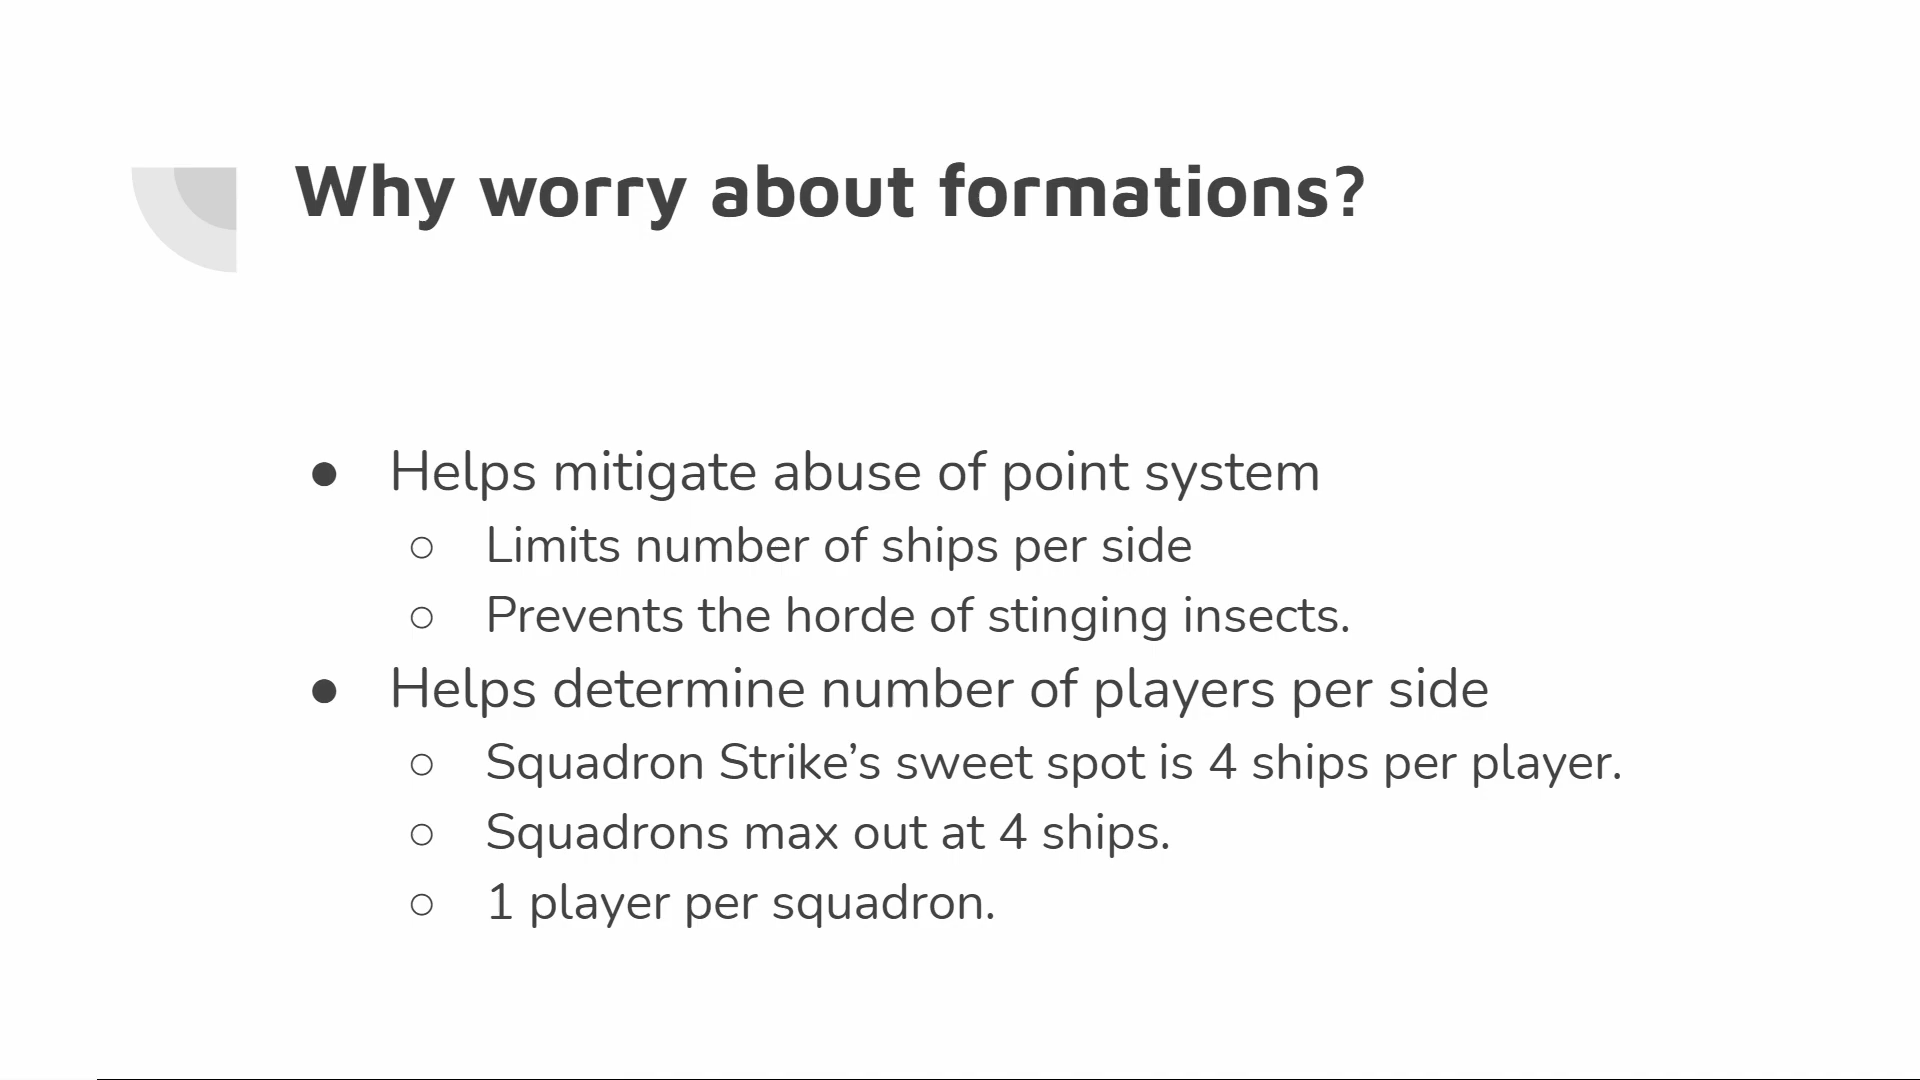 Why worry about formations?
● Helps mitigate abuse of point system
○ Limits number of ships per side
○ Prevents the horde of stinging insects.
● Helps determine number of players per side
○ Squadron Strike’s sweet spot is 4 ships per player.
○ Squadrons max out at 4 ships.
○ 1 player per squadron.